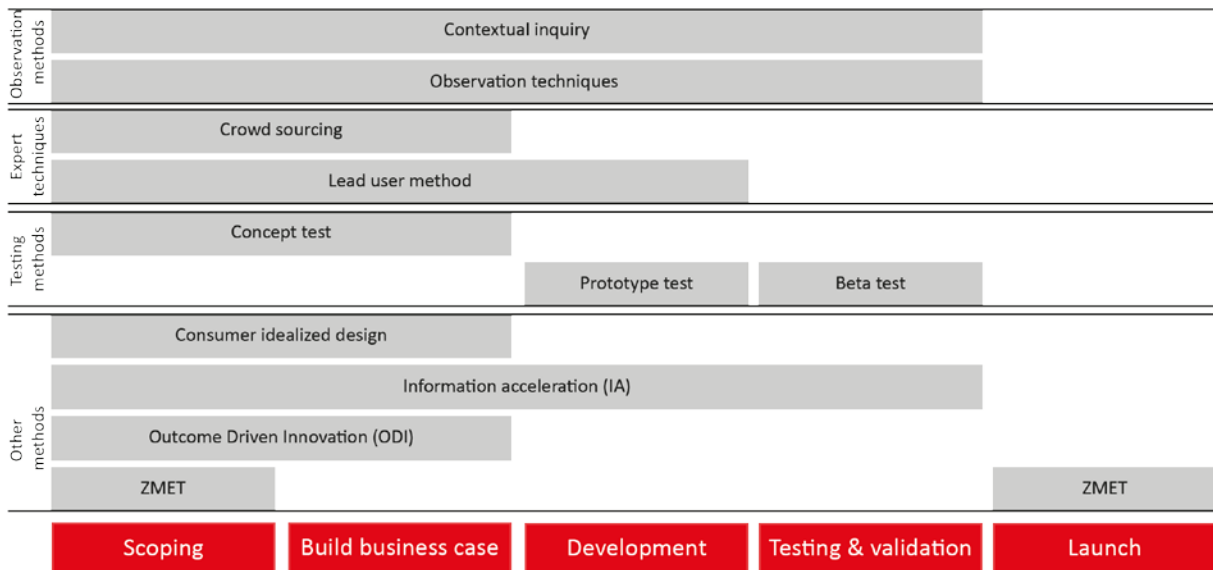 Observation
methods
Contextual inquiry
Observation techniques
Expert
techniques
Crowd sourcing
Lead user method
Testing
methods
Concept test
Prototype test
Beta test
Other
methods
Consumer idealized design
Information acceleration (IA)
Outcome Driven Innovation (ODI)
ZMET
ZMET
Scoping
Build business case
Development
Testing & validation
Launch